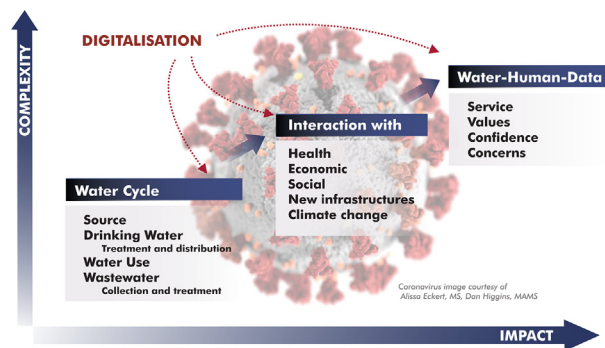 COMPLEXITY
DIGITALISATION
Water-Human-Data
Service
Values
Confidence
Concerns
Interaction with
Health
Economic
Social
New infrastructures
Climate change
Water Cycle
Source
Drinking Water
Treatment and distribution
Water Use
Wastewater
Collection and treatment
Coronavirus image courtesy of
Alissa Eckert, MS, Dan Higgins, MAMS
IMPACT